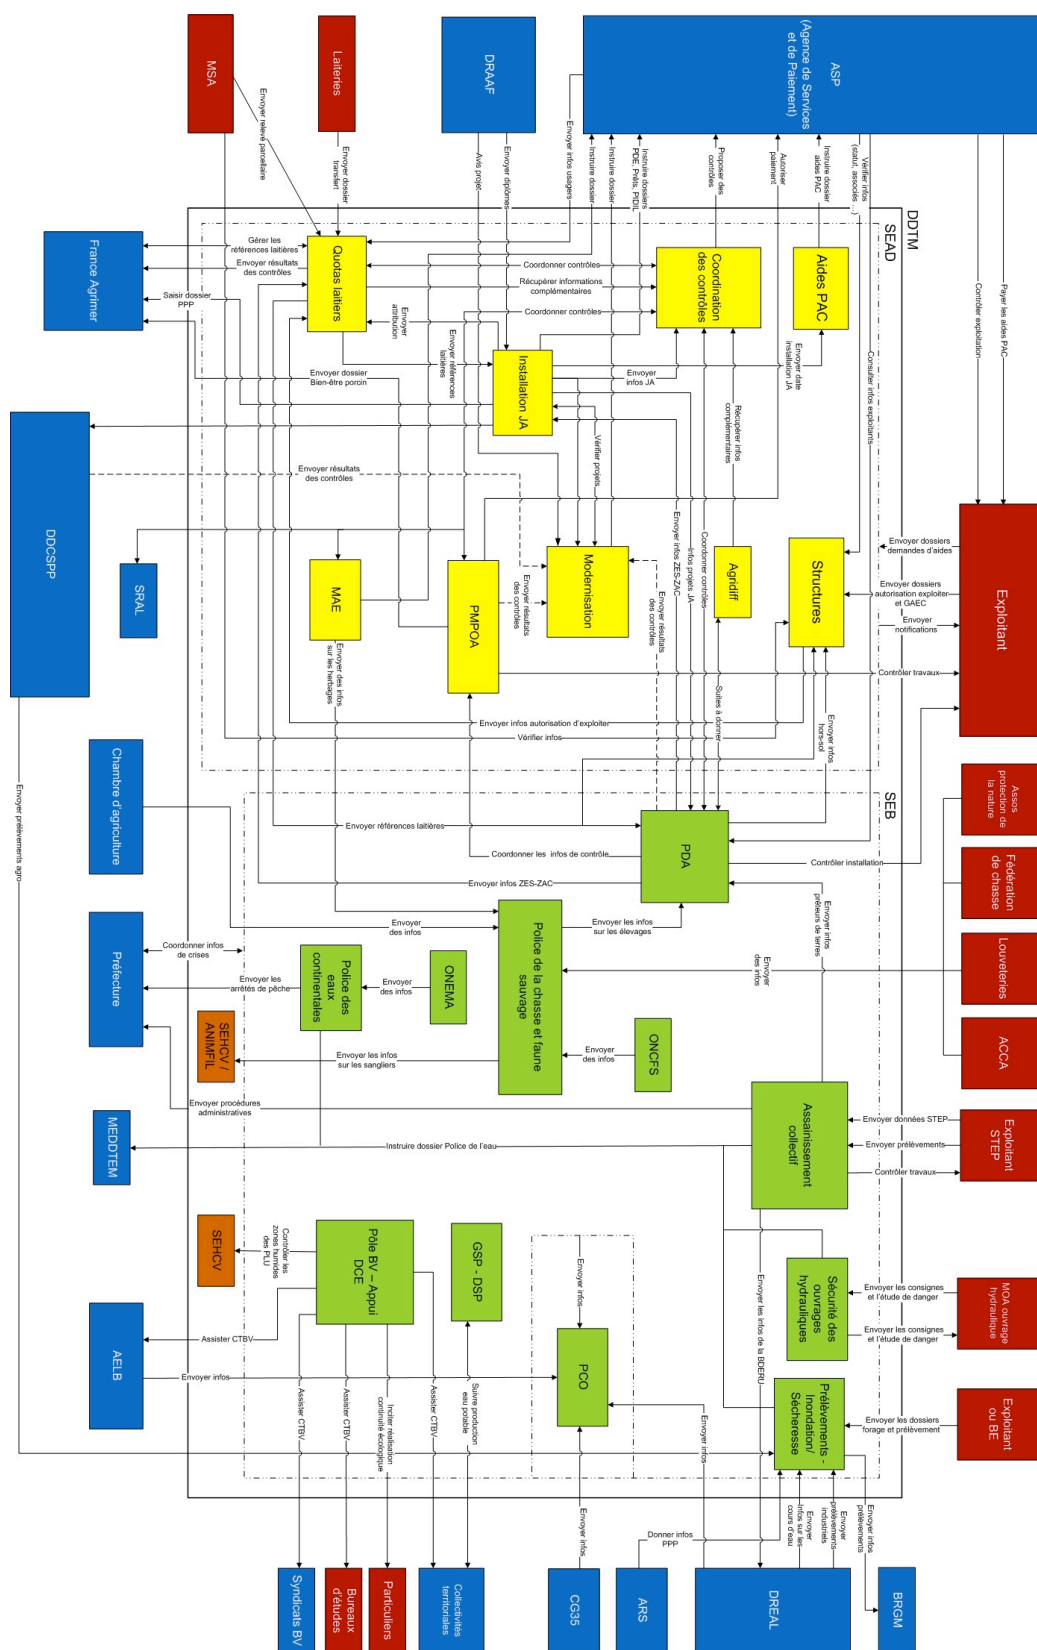 MSA
Laiteries
DRAAF
ASP
(Agence de Services
et de Paiement)
Envoyer relevé parcellaire
Envoyer dossier
transfert
Avis projet
Envoyer diplômes
Envoyer infos usagers
Instruire dossier
Instruire dossier
Instruire dossiers
PDE, Prêts, PIDIL
Proposer des
contrôles
Autoriser
paiement
Instruire dossier
aides PAC
Vérifier infos
(statut, associés
...)
Consulter infos exploitants
Contrôler exploitation
Payer les aides PAC
DDTM
SEAD
France Agrimer
Gérer les
références laitières
Envoyer résultats
des contrôles
Saisir dossier
PPP
Quotas laitiers
Coordonner contrôles
Récupérer informations
complémentaires
Coordonner contrôles
Coordination
des contrôles
Aides PAC
Envoyer
attribution
Envoyer références
laitières
Envoyer dossier
Bien-être porcin
Installation JA
Envoyer
infos JA
Envoyer date
installation JA
Vérifier projets
Récupérer infos
complémentaires
DDCSPP
Envoyer résultats
des contrôles
SRAL
MAE
PMPOA
Envoyer résultats
des contrôles
Modernisation
Envoyer infos ZES-ZAC
Infos projets JA
Coordonner contrôles
Agridiff
Structures
Envoyer dossiers
demandes d'aides
Envoyer dossiers
autorisation exploiter
et GAEC
Envoyer
notifications
Exploitant
Envoyer résultats
des contrôles
Suites à donner
Contrôler travaux
Envoyer des infos
sur les herbages
Envoyer infos autorisation d'exploiter
Vérifier infos
Envoyer infos
hors-sol
Envoyer prélèvements agro
Chambre d'agriculture
SEB
Envoyer références laitières
Coordonner les infos de contrôle
Envoyer infos ZES-ZAC
PDA
Contrôler installation
Assos
protection de
la nature
Fédération
de chasse
Louveteries
ACCA
Envoyer
des infos
Envoyer les infos
sur les élevages
Envoyer infos
prêteurs de terres
Préfecture
Coordonner infos
de crises
Envoyer les
arrêtés de pêche
Police des
eaux
continentales
Envoyer
des infos
ONEMA
Police de la chasse et faune
sauvage
Envoyer
des infos
Envoyer
des infos
ONCFS
SEHCV /
ANIMFIL
Envoyer les infos
sur les sangliers
Envoyer procédures
administratives
MEDDTEM
Instruire dossier Police de l'eau
Assainissement
collectif
Envoyer données STEP
Envoyer prélèvements
Contrôler travaux
Exploitant
STEP
SEHCV
Contrôler les
zones humides
des PLU
Pôle BV – Appui
DCE
GSP - DSP
Envoyer infos
Envoyer les infos de la BDERU
Sécurité des
ouvrages
hydrauliques
Envoyer les consignes
et l'étude de danger
Envoyer les consignes
et l'étude de danger
MOA ouvrage
hydraulique
AELB
Assister CTBV
Envoyer infos
PCO
Prélèvements -
Inondation/
Sécheresse
Envoyer les dossiers
forage et prélèvement
Exploitant
ou BE
Assister CTBV
Assister CTBV
Inciter réalisation
continuité écologique
Assister CTBV
Suivre production
eau potable
Envoyer infos
Envoyer infos
Donner infos
PPP
Envoyer
Infos sur les
cours d'eau
Envoyer
prélèvements
industriels
Envoyer infos
prélèvements
Syndicats BV
Bureaux
d'études
Particuliers
Collectivités
territoriales
CG35
ARS
DREAL
BRGM